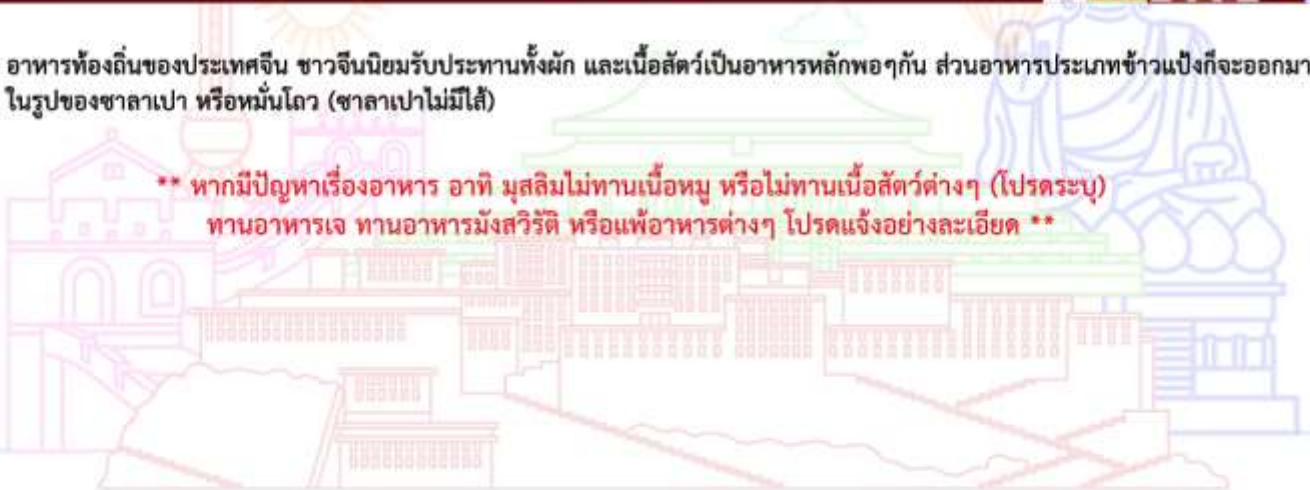 อาหารท้องถิ่นของประเทศจีน ชาวจีนนิยมรับประทานทั้งผัก และเนื้อสัตว์เป็นอาหารหลักพอๆกัน ส่วนอาหารประเภทข้าวแป้งก็จะออกมา
ในรูปของซาลาเปา หรือหมั่นโถว (ซาลาเปาไม่มีไส้)
** หากมีปัญหาเรื่องอาหาร อาทิ มุสลิมไม่ทานเนื้อหมู หรือไม่ทานเนื้อสัตว์ต่างๆ (โปรดระบุ)
ทานอาหารเจ ทานอาหารมังสวิรัติ หรือแพ้อาหารต่างๆ โปรดแจ้งอย่างละเอียด **